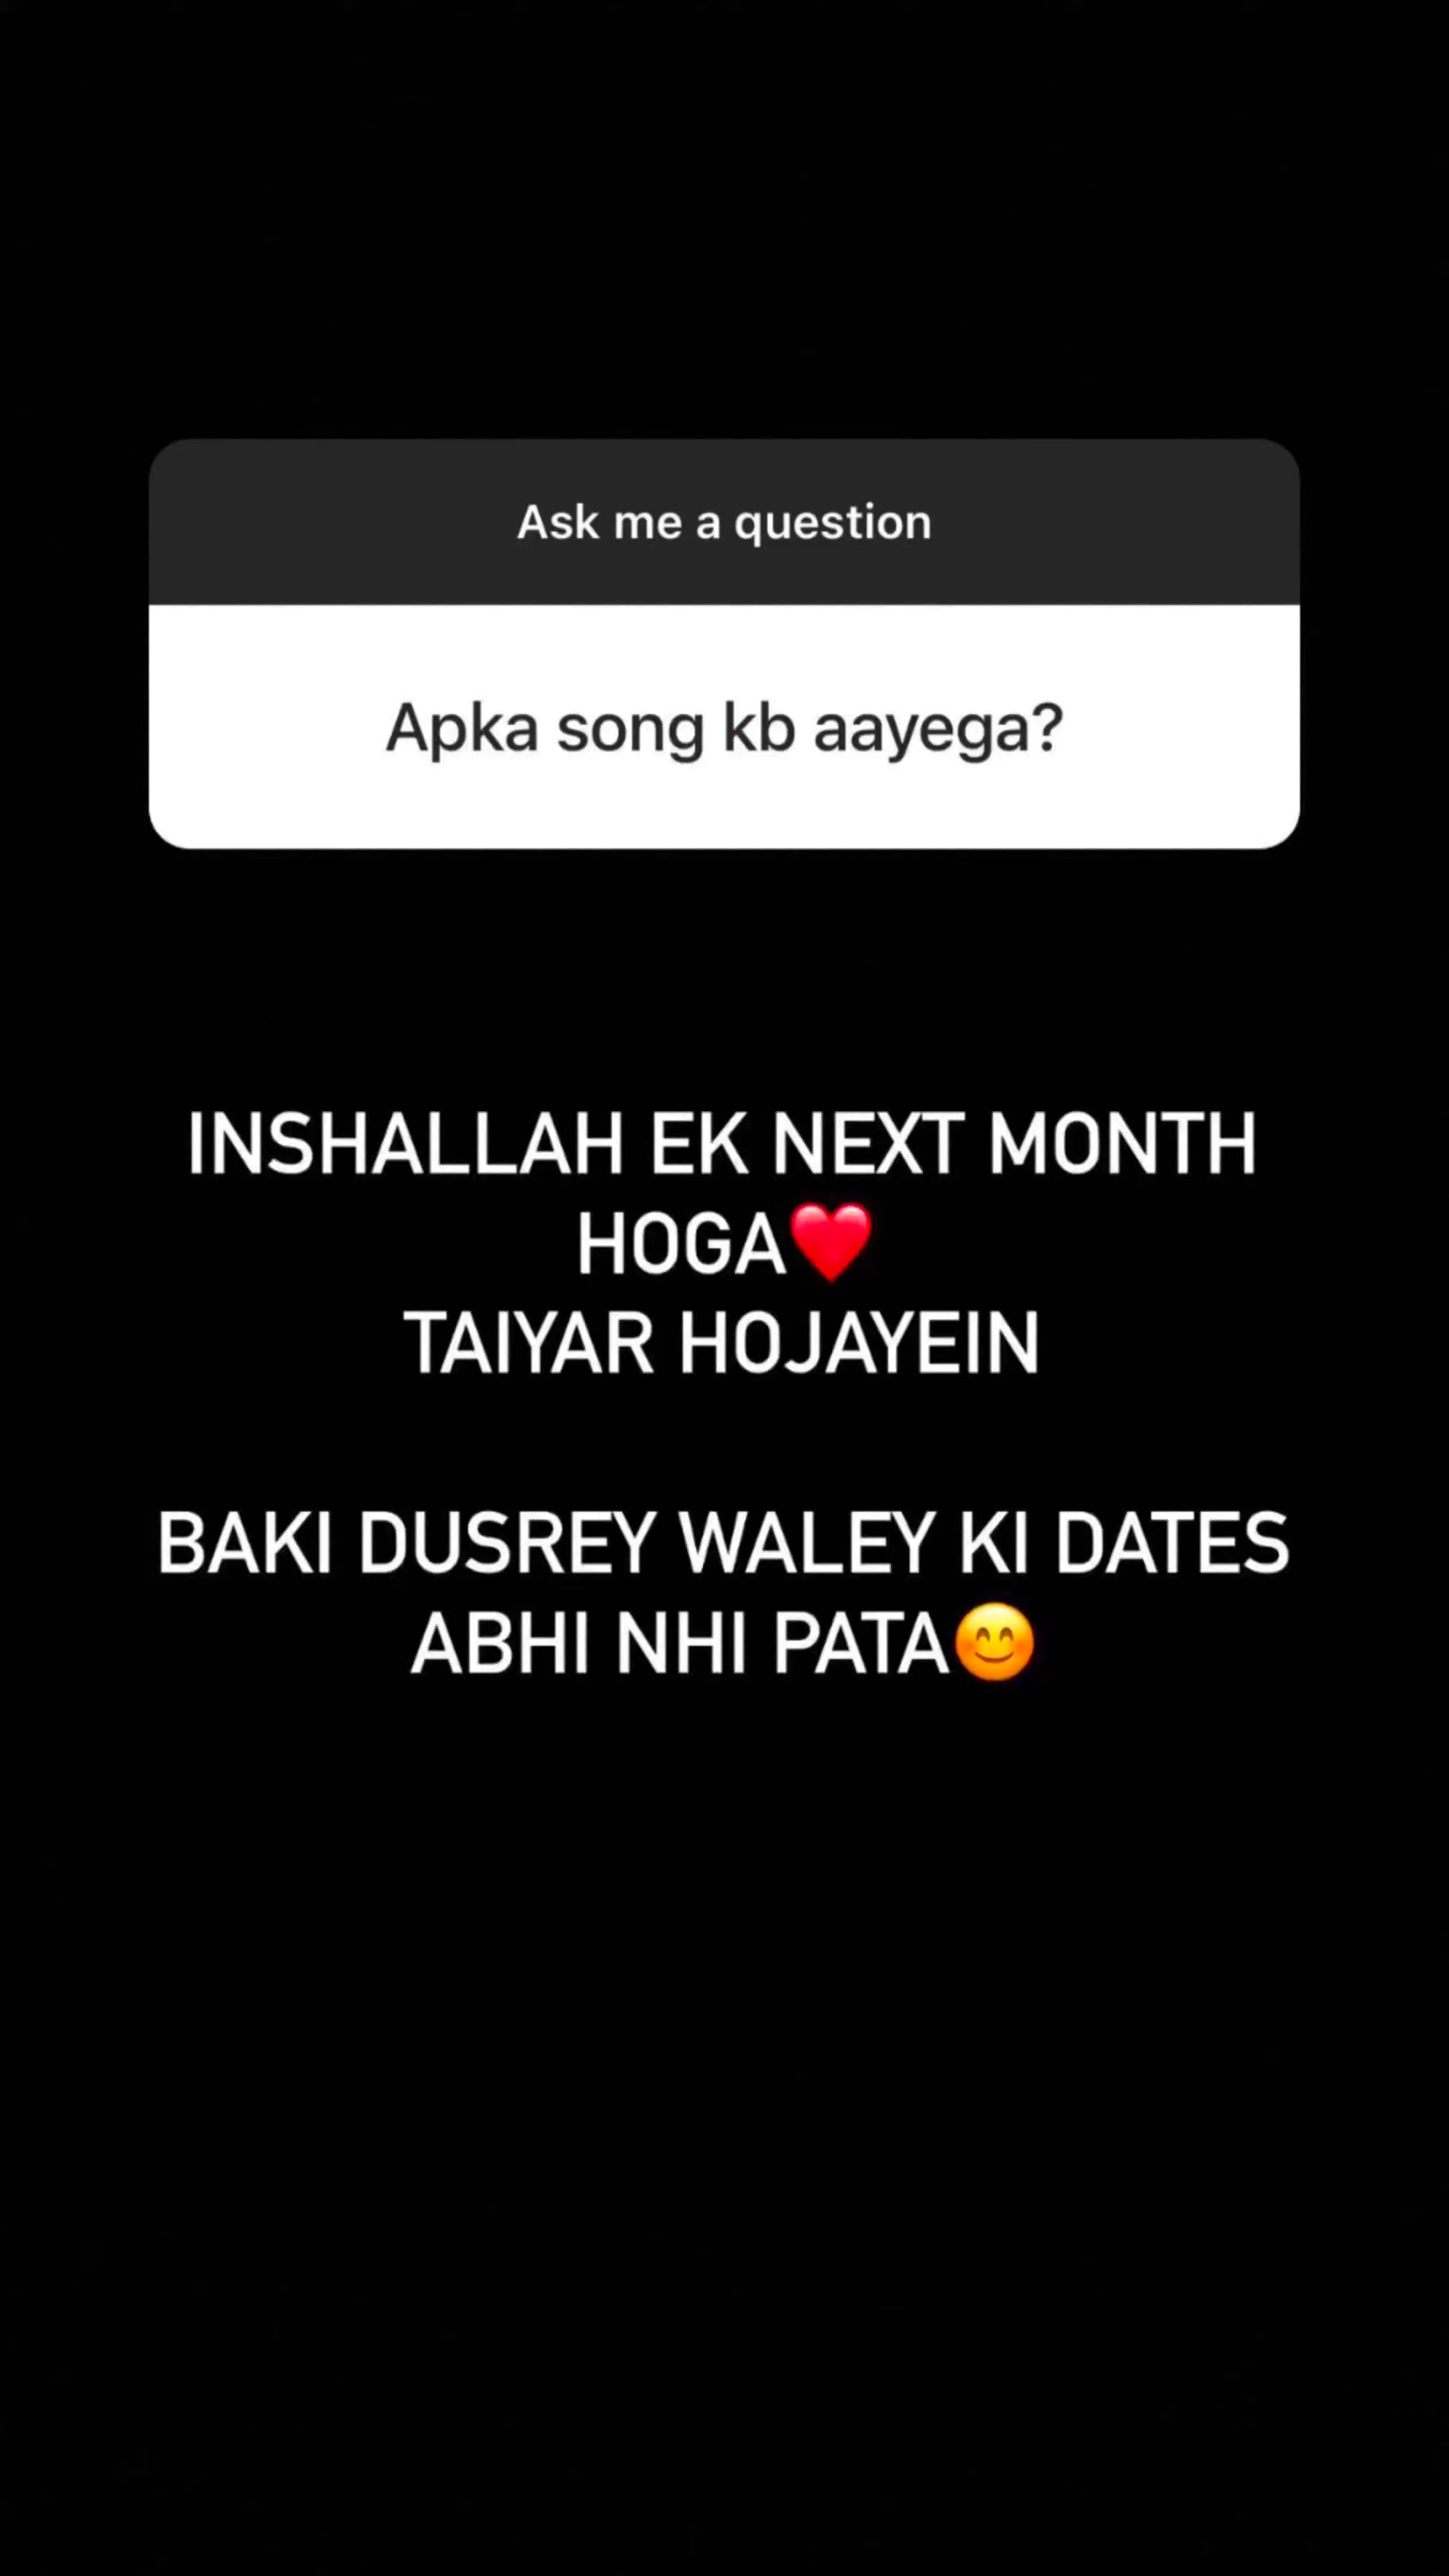 Ask me a question
Apka song kb aayega?
INSHALLAH EK NEXT MONTH
HOGA❤️
TAIYAR HOJAYEIN
BAKI DUSREY WALEY KI DATES
ABHI NHI PATA😊